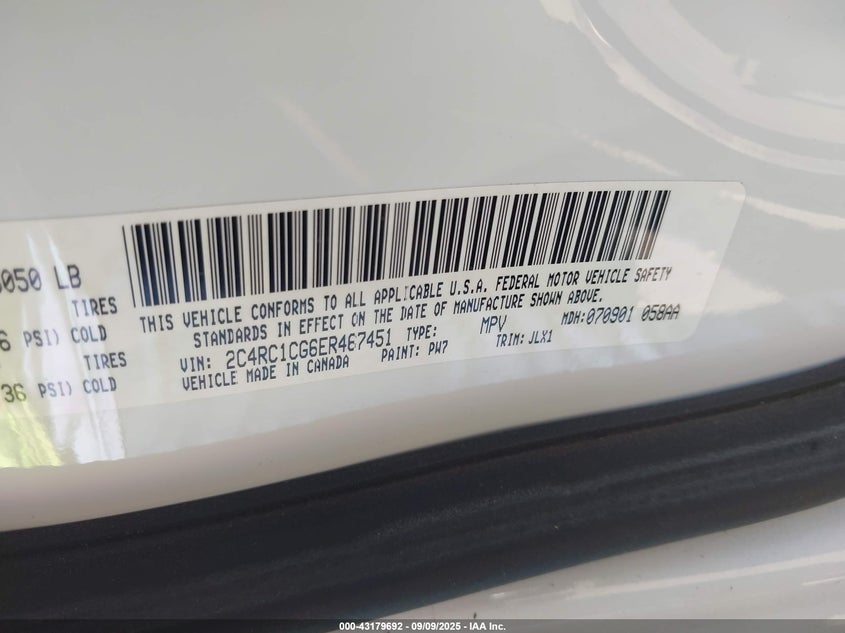 050 LB
TIRES
6 PSI) COLD
TIRES
36 PSI) COLD
THIS VEHICLE CONFORMS TO ALL APPLICABLE U.S.A. FEDERAL MOTOR VEHICLE SAFETY
STANDARDS IN EFFECT ON THE DATE OF MANUFACTURE SHOWN ABOVE.
VIN: 2C4RC1CG6ER467451 TYPE: MPV MDH:070901 058AA
VEHICLE MADE IN CANADA PAINT: PW7 TRIM: JLX1
000-43179692 - 09/09/2025 - IAA Inc.